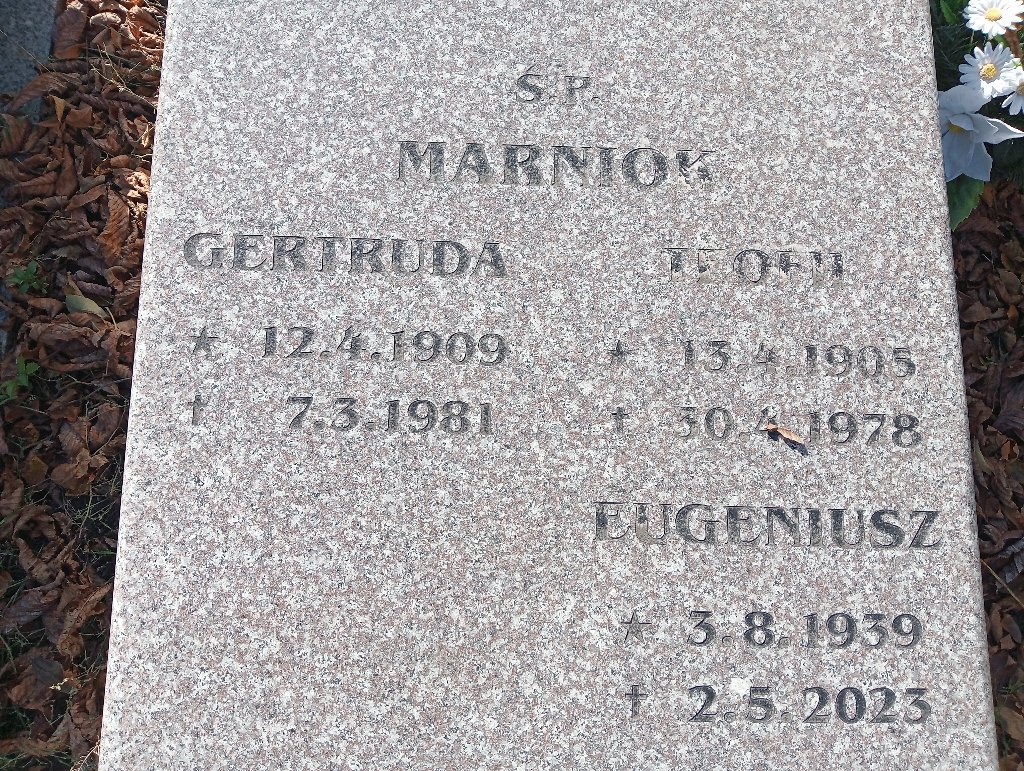 Ś.P.
MARNIOK
GERTRUDA
★ 12.4.1909
✝ 7.3.1981
TEOFIL
★ 13.4.1905
✝ 30.4.1978
EUGENIUSZ
★ 3.8.1939
✝ 2.5.2023